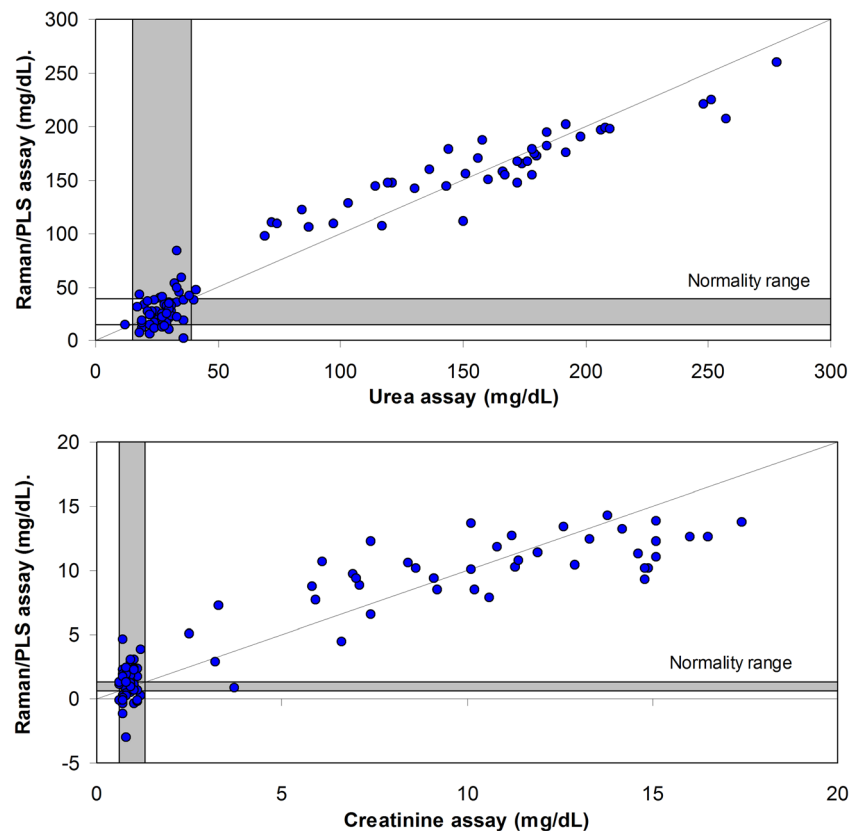 300
250
200
150
100
50
0
Raman/PLS assay (mg/dL).
Normality range
0 50 100 150 200 250 300
Urea assay (mg/dL)
20
15
10
5
0
-5
Raman/PLS assay (mg/dL).
Normality range
0 5 10 15 20
Creatinine assay (mg/dL)